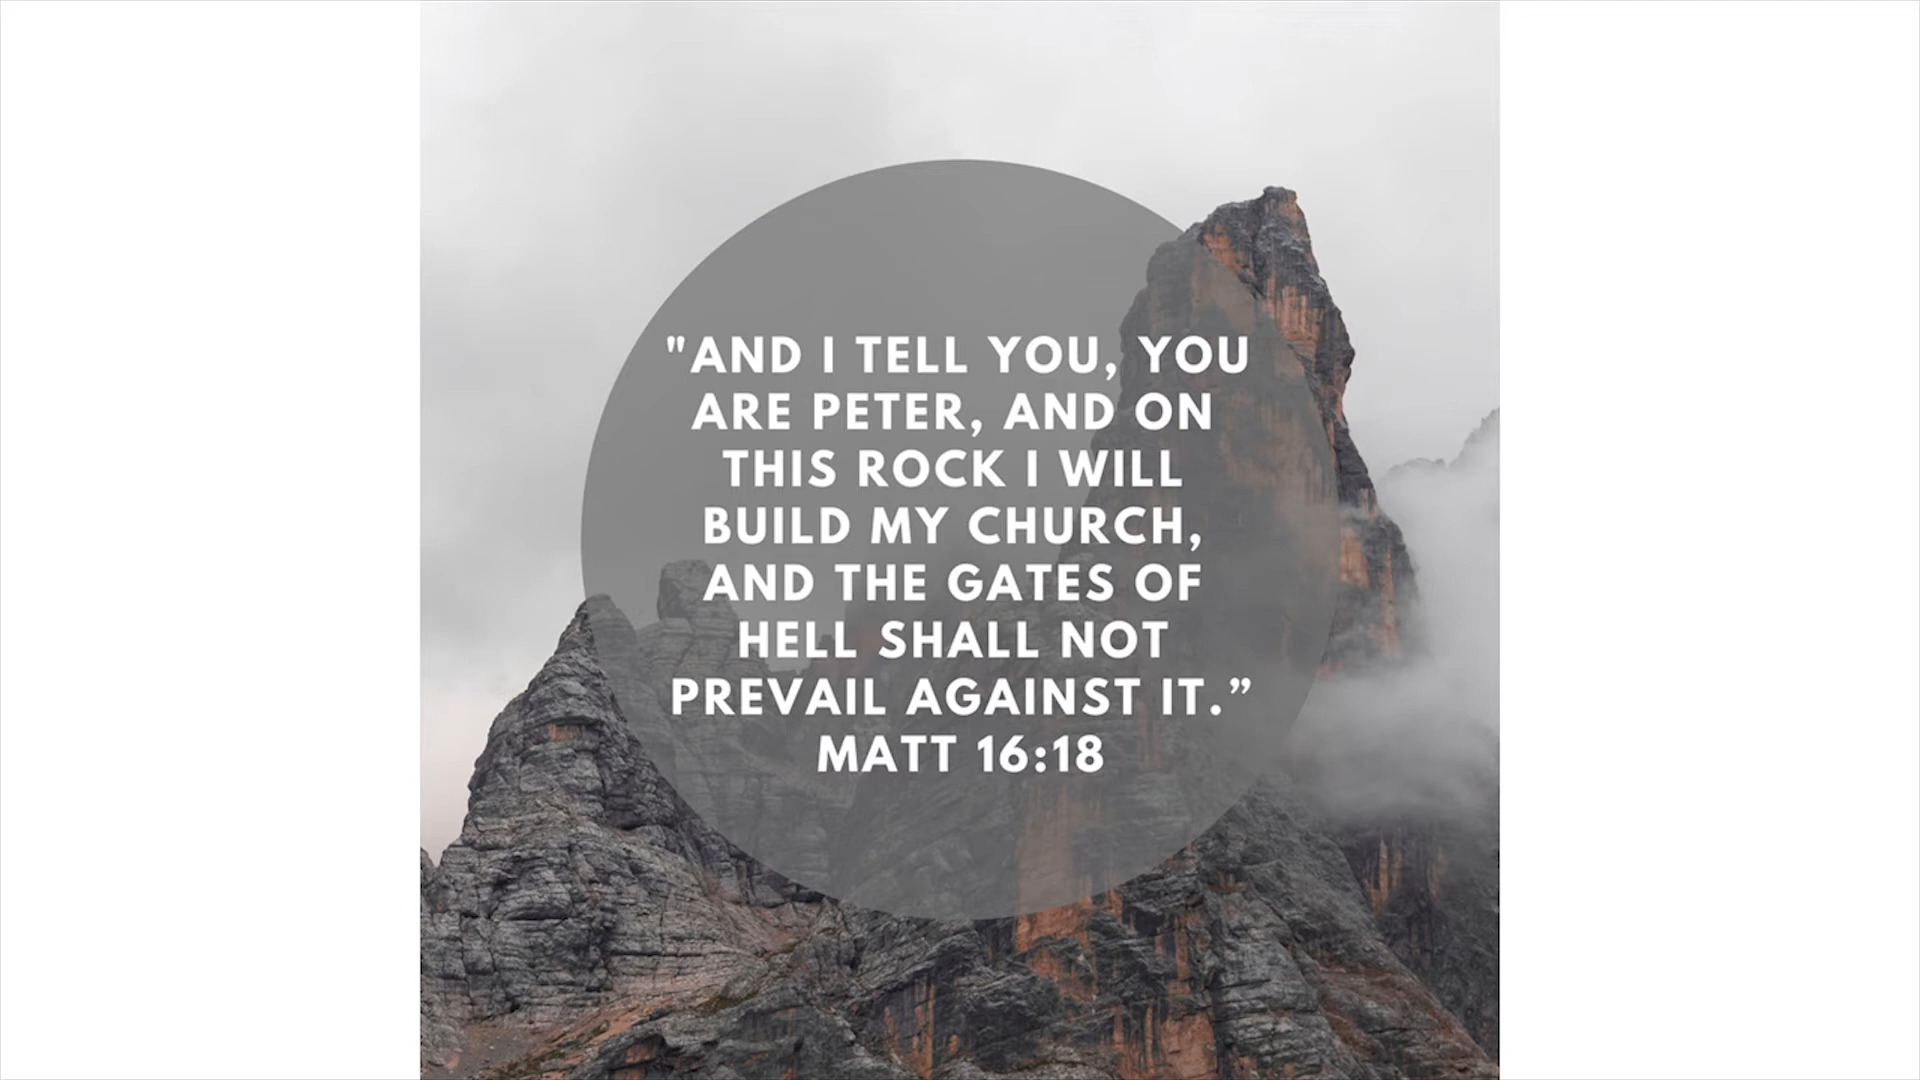 "AND I TELL YOU, YOU
ARE PETER, AND ON
THIS ROCK I WILL
BUILD MY CHURCH,
AND THE GATES OF
HELL SHALL NOT
PREVAIL AGAINST IT.”
MATT 16:18